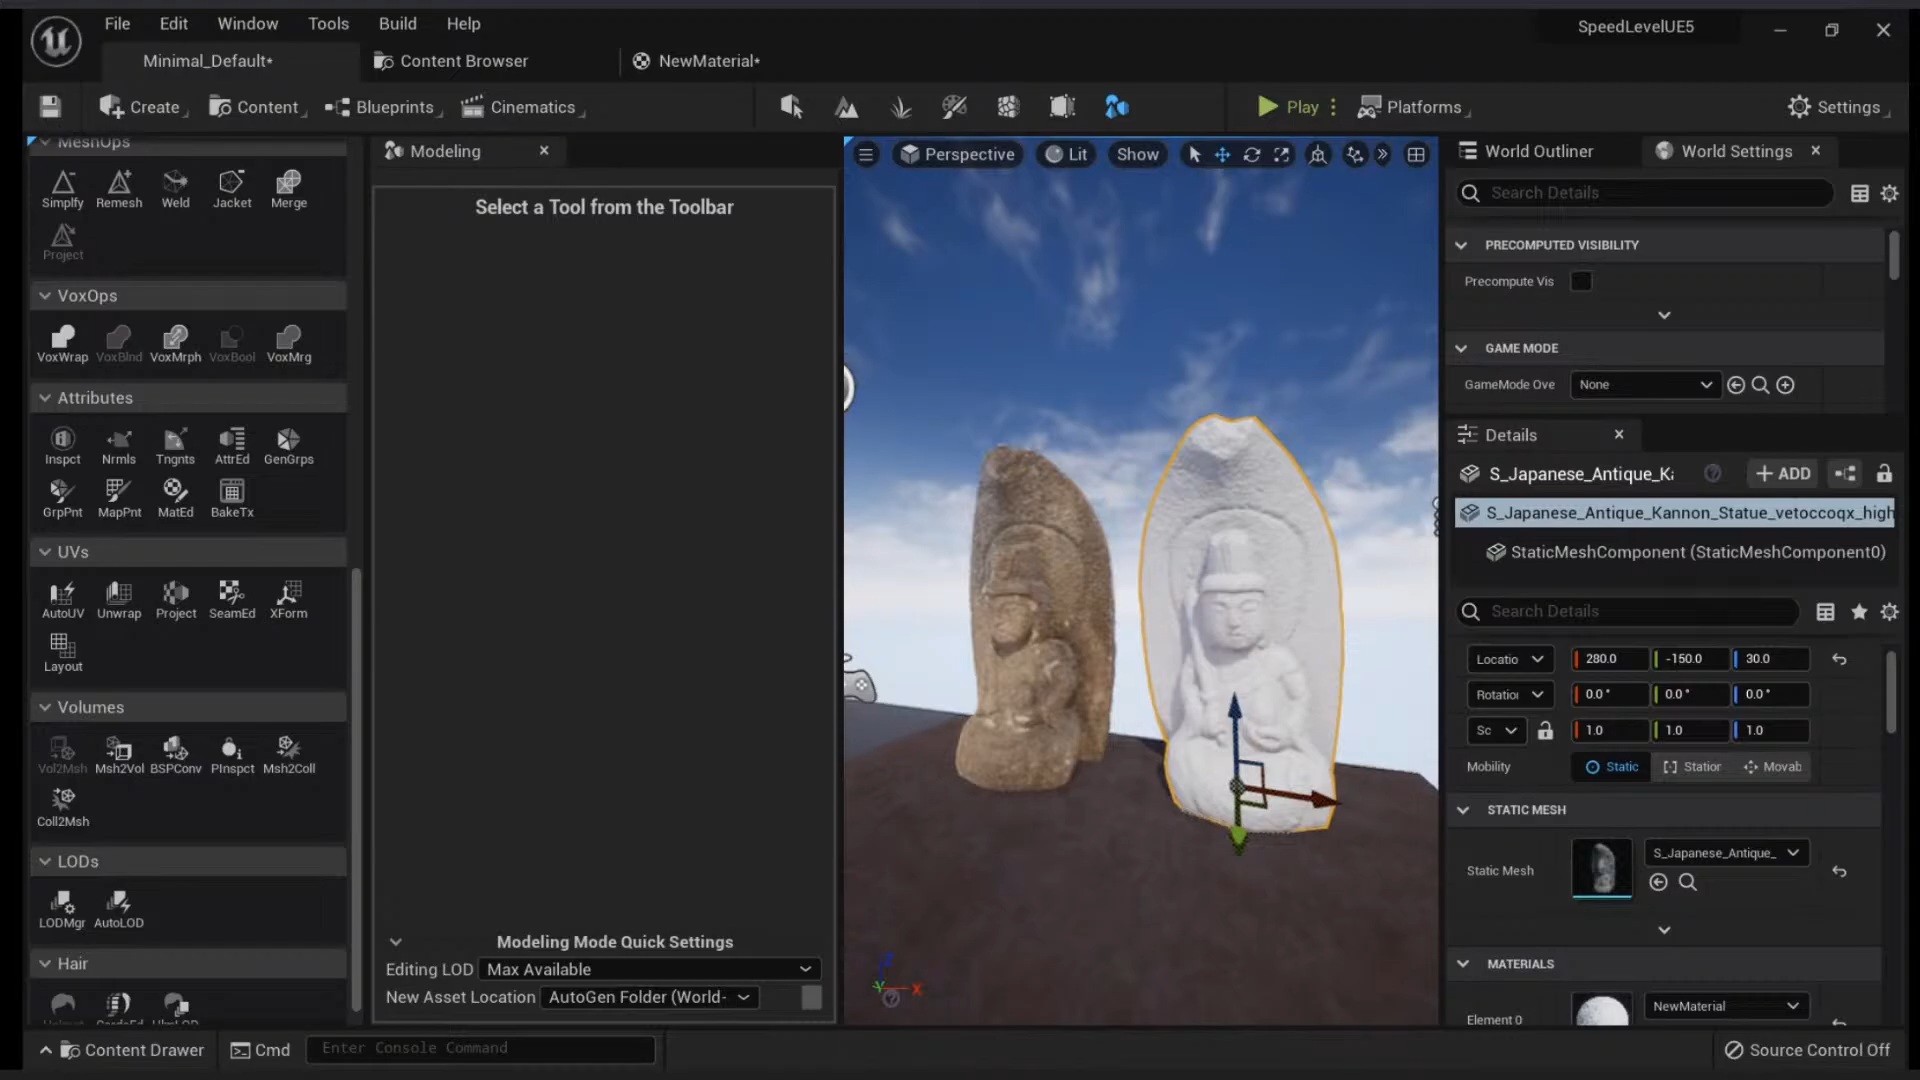 File Edit Window Tools Build Help
SpeedLevelUE5
Minimal_Default*
Content Browser
NewMaterial*
Create
Content
Blueprints
Cinematics
Play
Platforms
Settings
MeshOps
Simplfy Remesh Weld Jacket Merge
Project
VoxOps
VoxWrap VoxBlnd VoxMrph VoxBool VoxMrg
Attributes
Inspct Nrmls Tngnts AttrEd GenGrps
GrpPnt MapPnt MatEd BakeTx
UVs
AutoUV Unwrap Project SeamEd XForm
Layout
Volumes
Vol2Msh Msh2Vol BSPConv PInspct Msh2Coll
Coll2Msh
LODs
LODMgr AutoLOD
Hair
Modeling
Select a Tool from the Toolbar
Modeling Mode Quick Settings
Editing LOD Max Available
New Asset Location AutoGen Folder (World-
Perspective Lit Show
Z
Y X
World Outliner
World Settings
Search Details
PRECOMPUTED VISIBILITY
Precompute Vis
GAME MODE
GameMode Ove None
Details
S_Japanese_Antique_Ka
ADD
S_Japanese_Antique_Kannon_Statue_vetoccoqx_high
StaticMeshComponent (StaticMeshComponent0)
Search Details
Locatio 280.0 -150.0 30.0
Rotatio 0.0° 0.0° 0.0°
Sc 1.0 1.0 1.0
Mobility Static Station Movab
STATIC MESH
Static Mesh
S_Japanese_Antique_
MATERIALS
NewMaterial
Element 0
Content Drawer
Cmd
Enter Console Command
Source Control Off